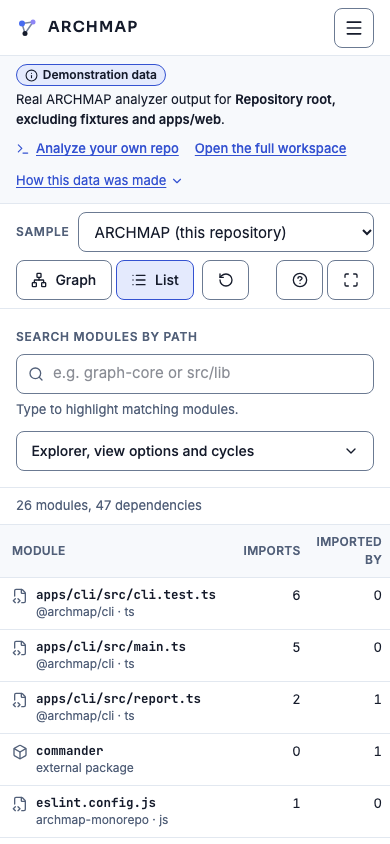 ARCHMAP
Demonstration data
Real ARCHMAP analyzer output for Repository root,
excluding fixtures and apps/web.
Analyze your own repo Open the full workspace
How this data was made
SAMPLE ARCHMAP (this repository)
Graph List
SEARCH MODULES BY PATH
e.g. graph-core or src/lib
Type to highlight matching modules.
Explorer, view options and cycles
26 modules, 47 dependencies
MODULE IMPORTS IMPORTED BY
apps/cli/src/cli.test.ts 6 0
@archmap/cli · ts
apps/cli/src/main.ts 5 0
@archmap/cli · ts
apps/cli/src/report.ts 2 1
@archmap/cli · ts
commander 0 1
external package
eslint.config.js 1 0
archmap-monorepo · js